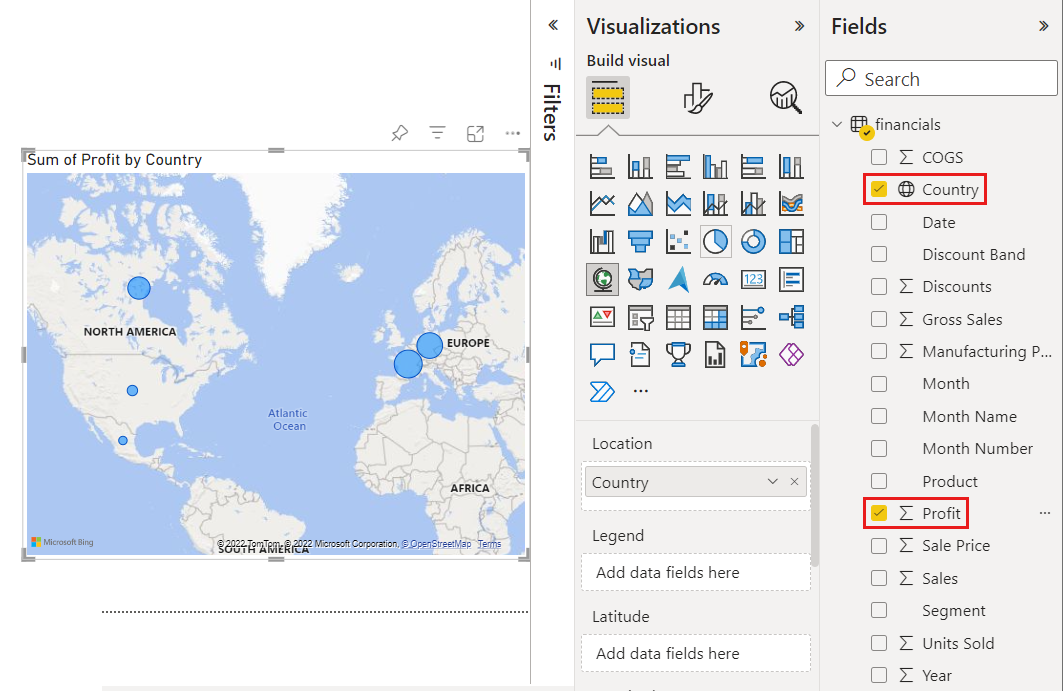 Sum of Profit by Country
NORTH AMERICA
EUROPE
Atlantic
Ocean
AFRICA
SOUTH AMERICA
Microsoft Bing
© 2022 TomTom, © 2022 Microsoft Corporation, © OpenStreetMap Terms
Filters
Visualizations
Build visual
123
Location
Country
Legend
Add data fields here
Latitude
Add data fields here
Fields
Search
financials
COGS
Country
Date
Discount Band
Discounts
Gross Sales
Manufacturing P...
Month
Month Name
Month Number
Product
Profit
Sale Price
Sales
Segment
Units Sold
Year